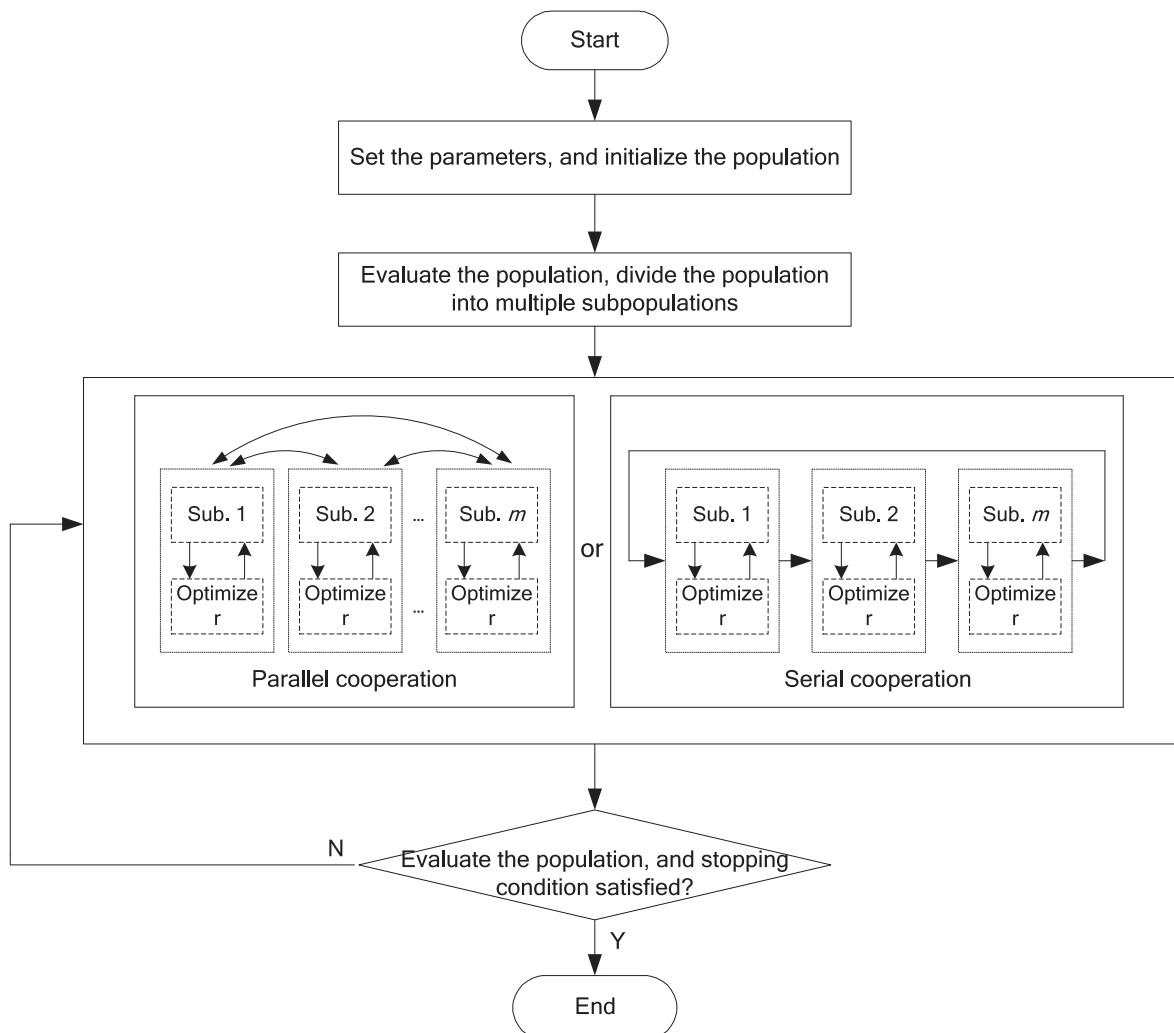 Start
Set the parameters, and initialize the population
Evaluate the population, divide the population
into multiple subpopulations
Sub. 1
Sub. 2
...
Sub. m
Optimize
r
Optimize
r
...
Optimize
r
Parallel cooperation
or
Sub. 1
Sub. 2
Sub. m
Optimize
r
Optimize
r
Optimize
r
Serial cooperation
N
Evaluate the population, and stopping
condition satisfied?
Y
End